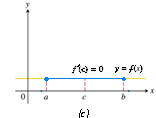 y
f'(c) = 0
y = f(x)
0
a
c
b
x
(c)